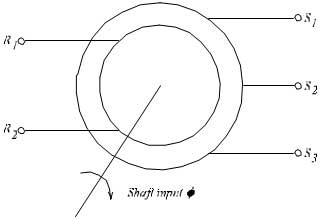 S1
R1
S2
R2
S3
Shaft input ϕ